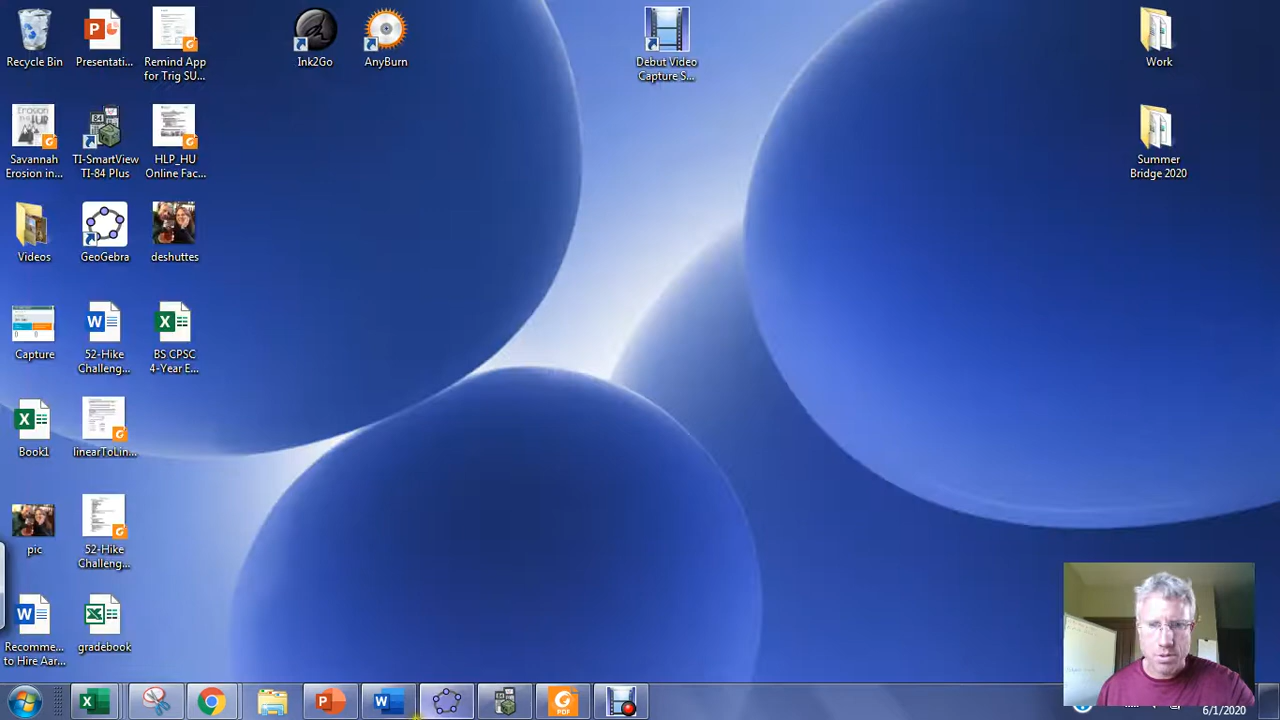 Recycle Bin
Presentati...
Remind App
for Trig SU...
Ink2Go
AnyBurn
Debut Video
Capture S...
Work
Savannah
Erosion in...
TI-SmartView
TI-84 Plus
HLP_HU
Online Fac...
Summer
Bridge 2020
Videos
GeoGebra
deshuttes
Capture
52-Hike
Challeng...
BS CPSC
4-Year E...
Book1
linearToLin...
pic
52-Hike
Challeng...
Recomme...
to Hire Aar...
gradebook
PDF
6/1/2020